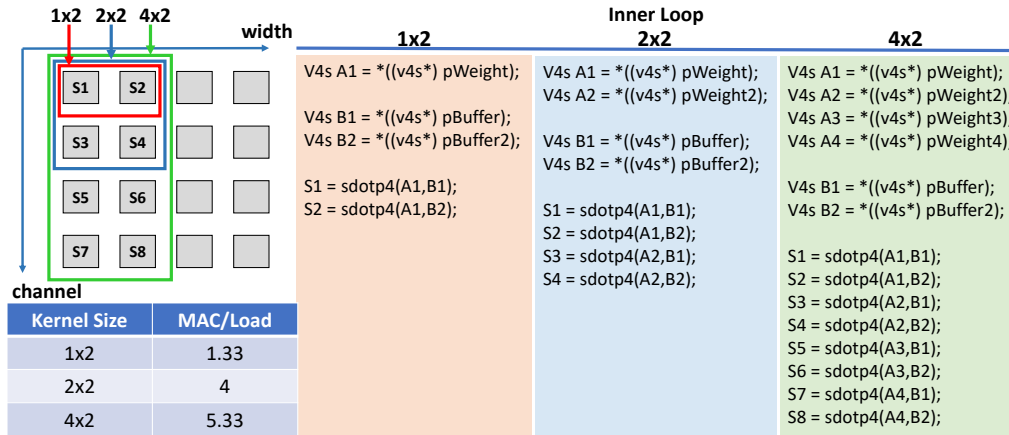 1x2 2x2 4x2
width
S1 S2
S3 S4
S5 S6
S7 S8
channel
Kernel Size MAC/Load
1x2 1.33
2x2 4
4x2 5.33
Inner Loop
1x2
V4s A1 = *((v4s*) pWeight);
V4s B1 = *((v4s*) pBuffer);
V4s B2 = *((v4s*) pBuffer2);
S1 = sdotp4(A1,B1);
S2 = sdotp4(A1,B2);
2x2
V4s A1 = *((v4s*) pWeight);
V4s A2 = *((v4s*) pWeight2);
V4s B1 = *((v4s*) pBuffer);
V4s B2 = *((v4s*) pBuffer2);
S1 = sdotp4(A1,B1);
S2 = sdotp4(A1,B2);
S3 = sdotp4(A2,B1);
S4 = sdotp4(A2,B2);
4x2
V4s A1 = *((v4s*) pWeight);
V4s A2 = *((v4s*) pWeight2);
V4s A3 = *((v4s*) pWeight3);
V4s A4 = *((v4s*) pWeight4);
V4s B1 = *((v4s*) pBuffer);
V4s B2 = *((v4s*) pBuffer2);
S1 = sdotp4(A1,B1);
S2 = sdotp4(A1,B2);
S3 = sdotp4(A2,B1);
S4 = sdotp4(A2,B2);
S5 = sdotp4(A3,B1);
S6 = sdotp4(A3,B2);
S7 = sdotp4(A4,B1);
S8 = sdotp4(A4,B2);